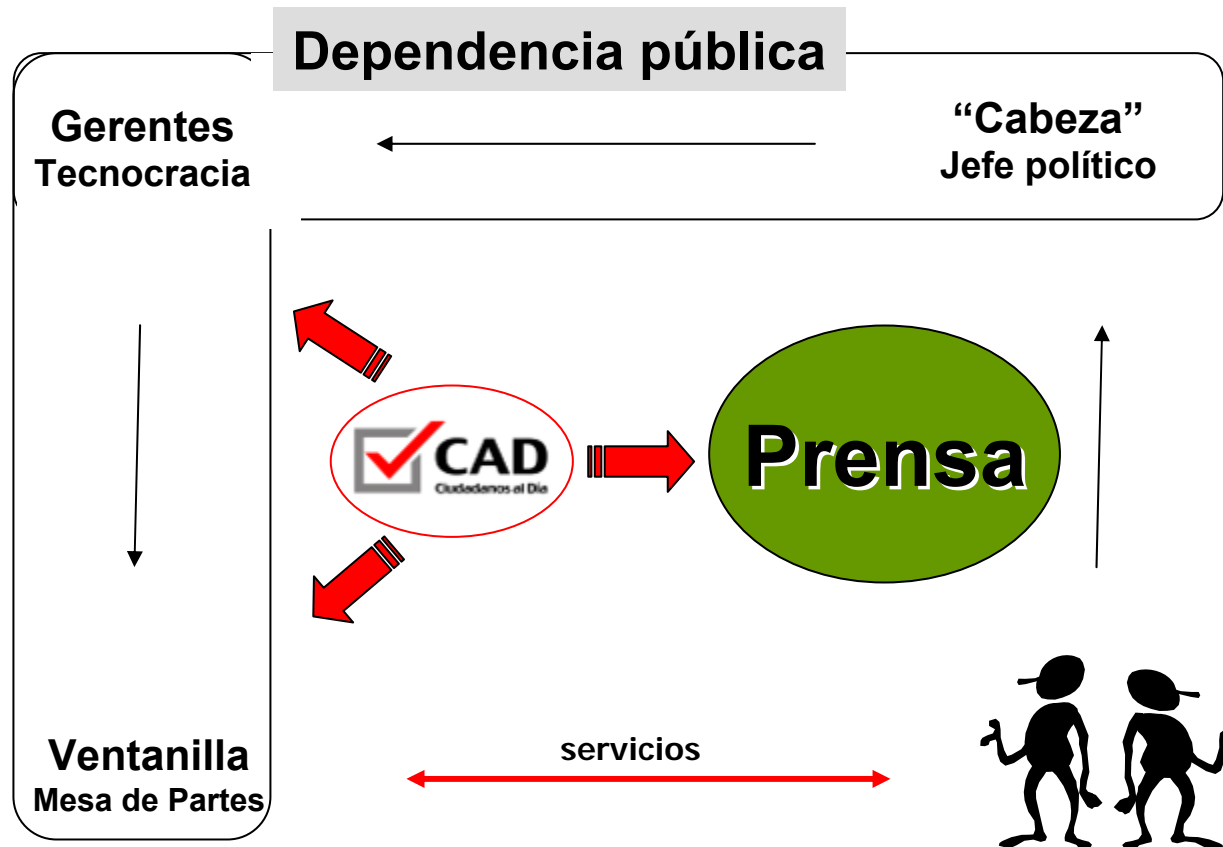 Dependencia pública
Gerentes
Tecnocracia
“Cabeza”
Jefe político
CAD
Ciudadanos al Día
Prensa
servicios
Ventanilla
Mesa de Partes